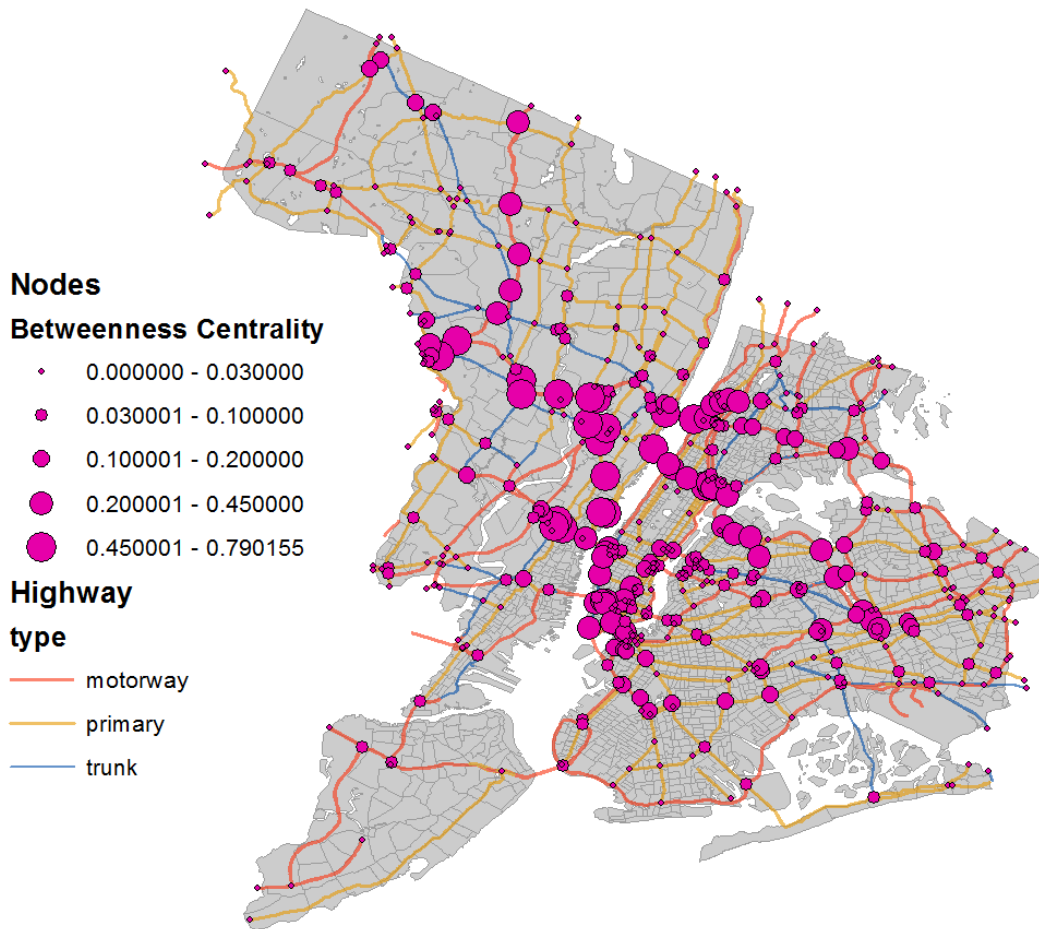 Nodes
Betweenness Centrality
0.000000 - 0.030000
0.030001 - 0.100000
0.100001 - 0.200000
0.200001 - 0.450000
0.450001 - 0.790155
Highway
type
motorway
primary
trunk